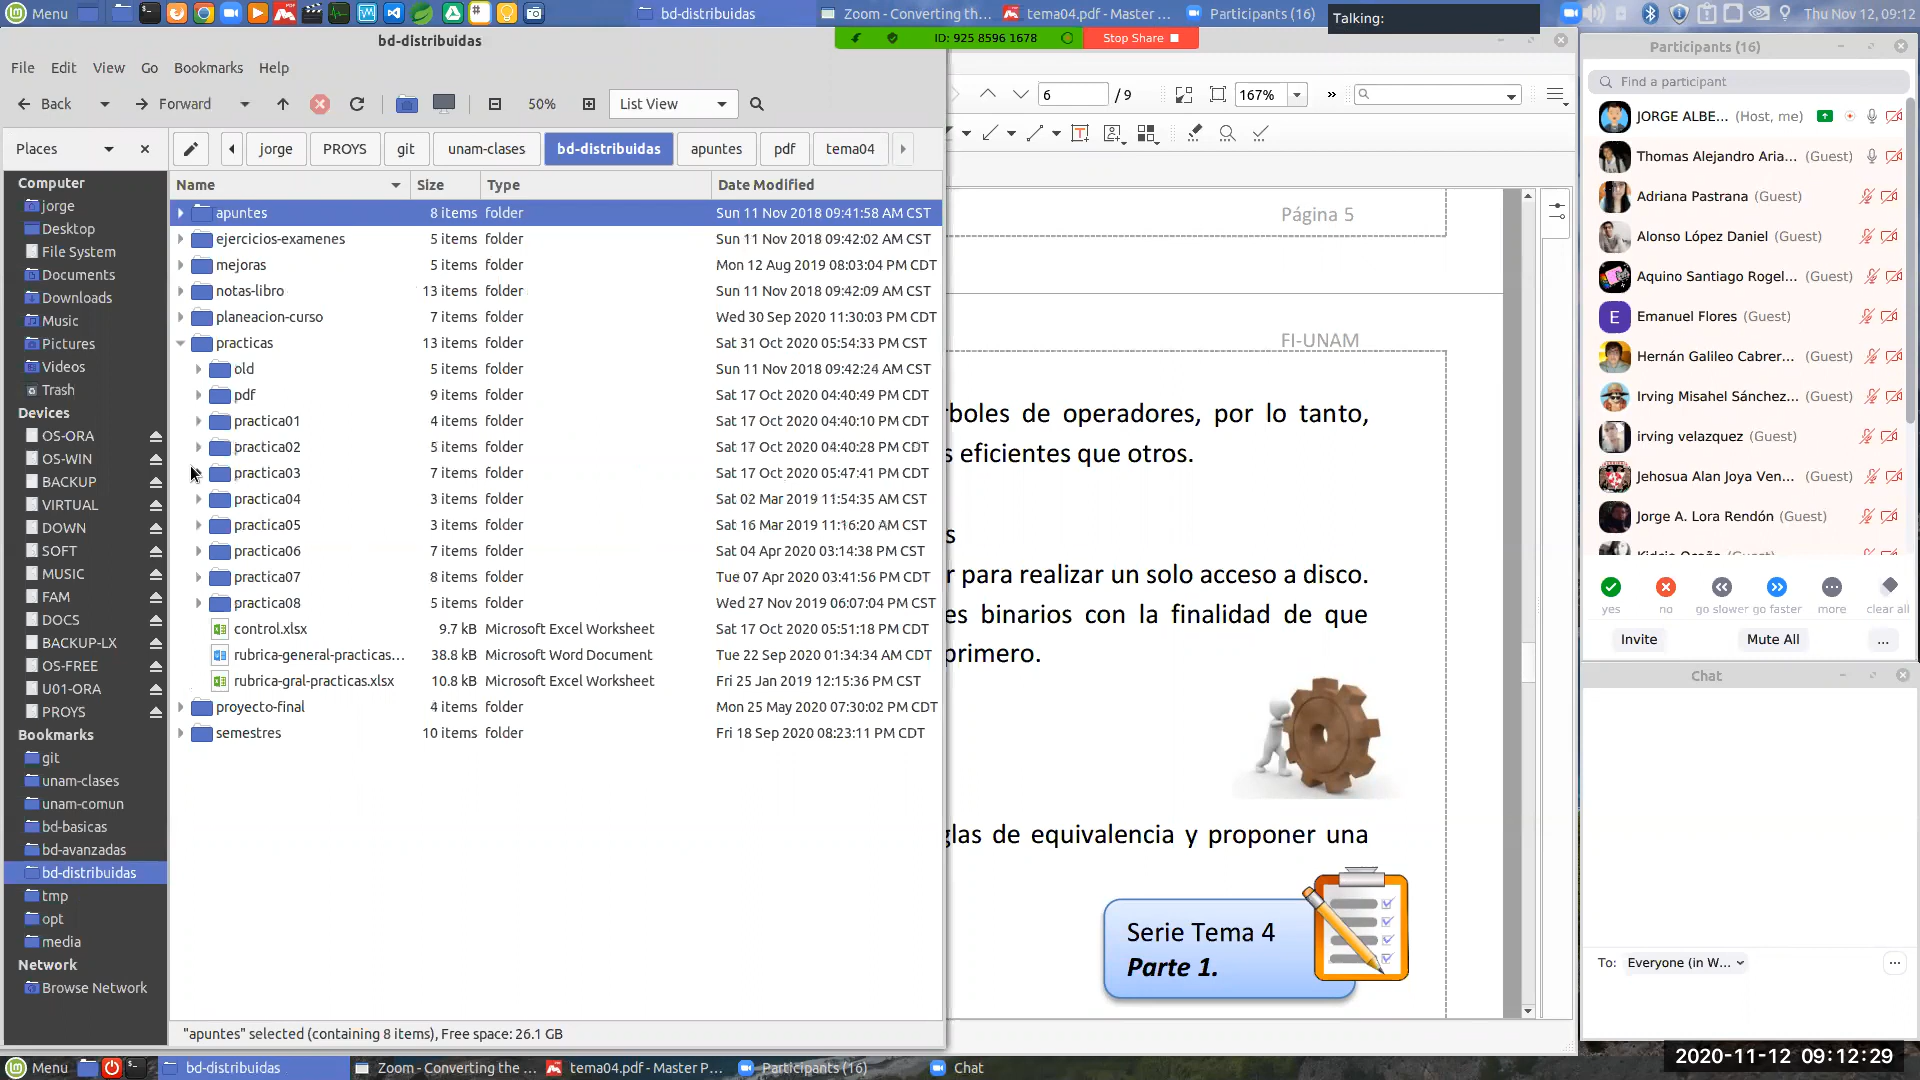 Menu
bd-distribuidas
Zoom - Converting th...
tema04.pdf - Master ...
Participants (16)
Talking:
Thu Nov 12, 09:12
bd-distribuidas
ID: 925 8596 1678
Stop Share
File Edit View Go Bookmarks Help
Back Forward 50% List View
6 / 9 167%
Places
jorge PROYS git unam-clases bd-distribuidas apuntes pdf tema04
Name Size Type Date Modified
apuntes 8 items folder Sun 11 Nov 2018 09:41:58 AM CST
ejercicios-examenes 5 items folder Sun 11 Nov 2018 09:42:02 AM CST
mejoras 5 items folder Mon 12 Aug 2019 08:03:04 PM CDT
notas-libro 13 items folder Sun 11 Nov 2018 09:42:09 AM CST
planeacion-curso 7 items folder Wed 30 Sep 2020 11:30:03 PM CDT
practicas 13 items folder Sat 31 Oct 2020 05:54:33 PM CST
old 5 items folder Sun 11 Nov 2018 09:42:24 AM CST
pdf 9 items folder Sat 17 Oct 2020 04:40:49 PM CDT
practica01 4 items folder Sat 17 Oct 2020 04:40:10 PM CDT
practica02 5 items folder Sat 17 Oct 2020 04:40:28 PM CDT
practica03 7 items folder Sat 17 Oct 2020 05:47:41 PM CDT
practica04 3 items folder Sat 02 Mar 2019 11:54:35 AM CST
practica05 3 items folder Sat 16 Mar 2019 11:16:20 AM CST
practica06 7 items folder Sat 04 Apr 2020 03:14:38 PM CST
practica07 8 items folder Tue 07 Apr 2020 03:41:56 PM CDT
practica08 5 items folder Wed 27 Nov 2019 06:07:04 PM CST
control.xlsx 9.7 kB Microsoft Excel Worksheet Sat 17 Oct 2020 05:51:18 PM CDT
rubrica-general-practicas... 38.8 kB Microsoft Word Document Tue 22 Sep 2020 01:34:34 AM CDT
rubrica-gral-practicas.xlsx 10.8 kB Microsoft Excel Worksheet Fri 25 Jan 2019 12:15:36 PM CST
proyecto-final 4 items folder Mon 25 May 2020 07:30:02 PM CDT
semestres 10 items folder Fri 18 Sep 2020 08:23:11 PM CDT
"apuntes" selected (containing 8 items), Free space: 26.1 GB
Computer
jorge
Desktop
File System
Documents
Downloads
Music
Pictures
Videos
Trash
Devices
OS-ORA
OS-WIN
BACKUP
VIRTUAL
DOWN
SOFT
MUSIC
FAM
DOCS
BACKUP-LX
OS-FREE
U01-ORA
PROYS
Bookmarks
git
unam-clases
unam-comun
bd-basicas
bd-avanzadas
bd-distribuidas
tmp
opt
media
Network
Browse Network
Página 5
FI-UNAM
boles de operadores, por lo tanto,
s eficientes que otros.
s
r para realizar un solo acceso a disco.
es binarios con la finalidad de que
primero.
glas de equivalencia y proponer una
Serie Tema 4
Parte 1.
Participants (16)
Find a participant
JORGE ALBE... (Host, me)
Thomas Alejandro Aria... (Guest)
Adriana Pastrana (Guest)
Alonso López Daniel (Guest)
Aquino Santiago Rogel... (Guest)
E Emanuel Flores (Guest)
Hernán Galileo Cabrer... (Guest)
Irving Misahel Sánchez... (Guest)
irving velazquez (Guest)
Jehosua Alan Joya Ven... (Guest)
Jorge A. Lora Rendón (Guest)
yes no go slower go faster more clear all
Invite Mute All ...
Chat
To: Everyone (in W... ...
Menu
bd-distribuidas
Zoom - Converting the ...
tema04.pdf - Master P...
Participants (16)
Chat
2020-11-12 09:12:29